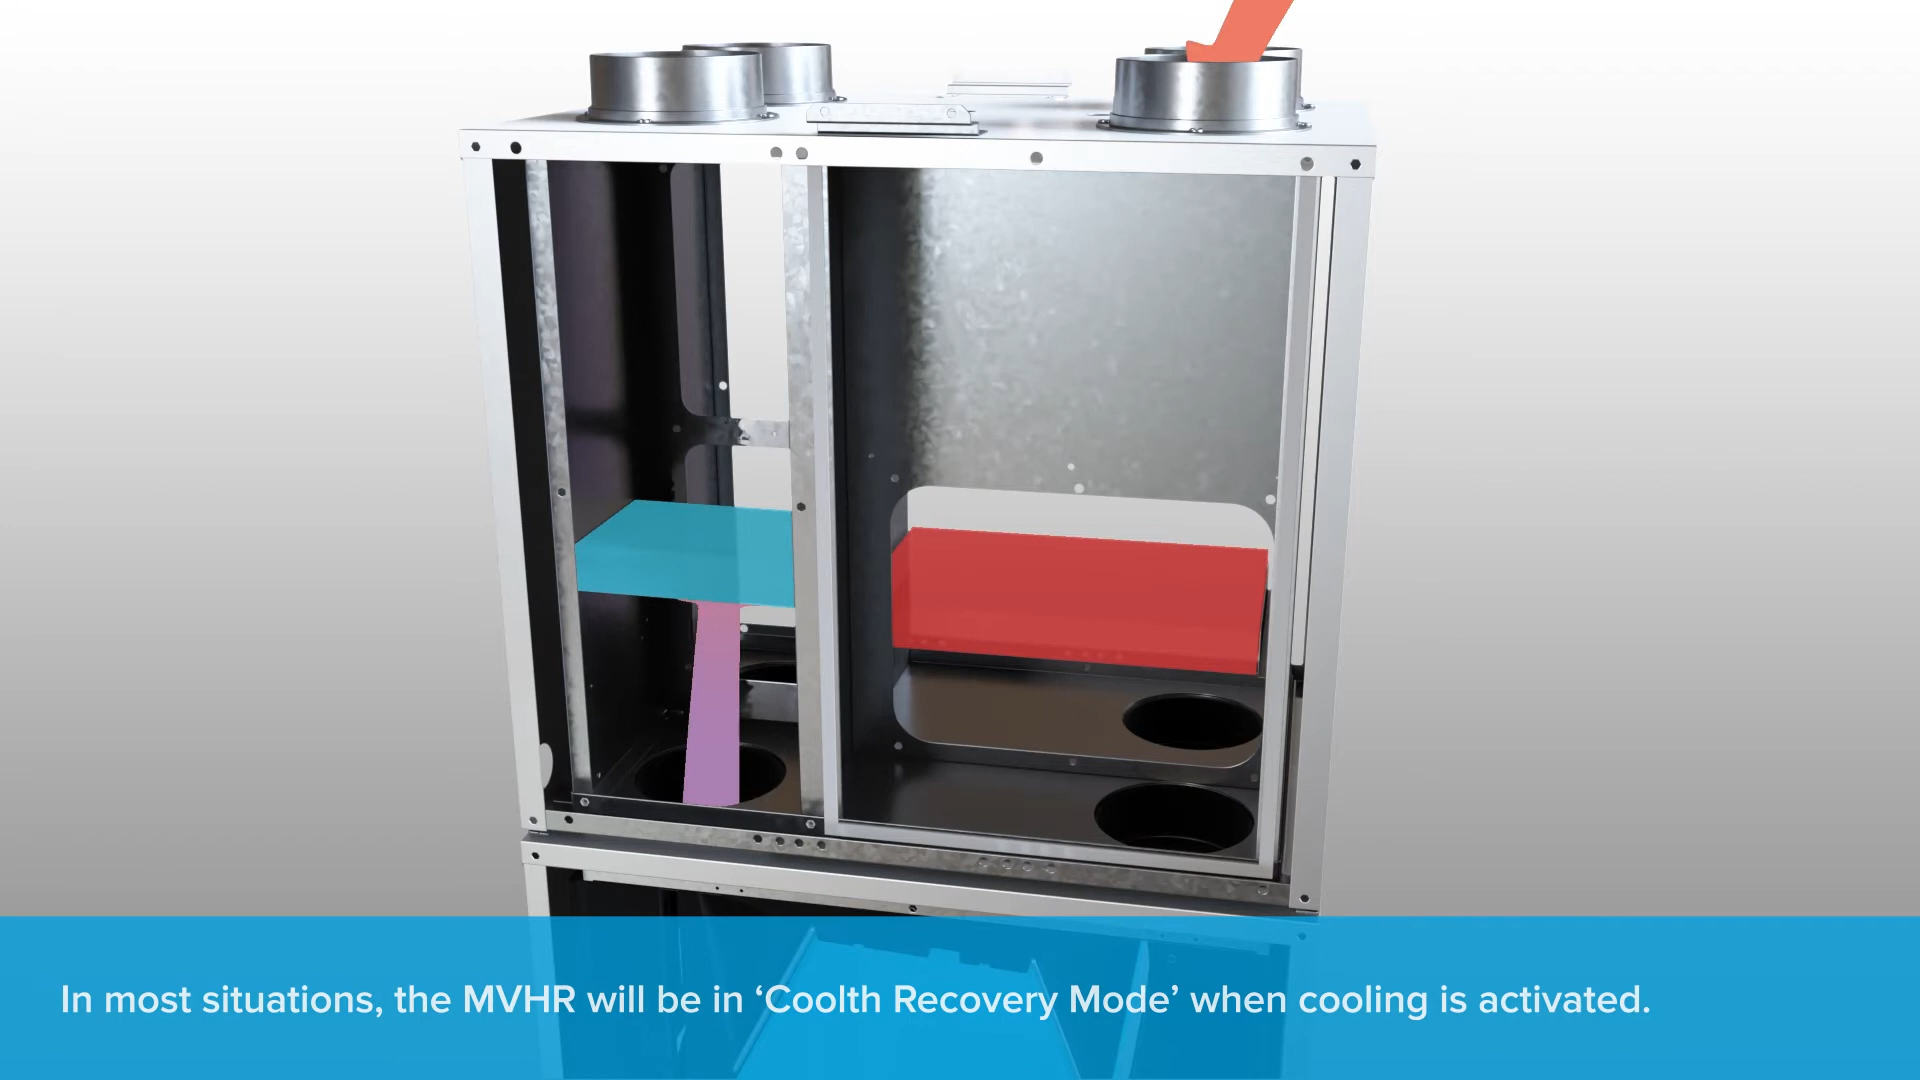 In most situations, the MVHR will be in ‘Coolth Recovery Mode’ when cooling is activated.